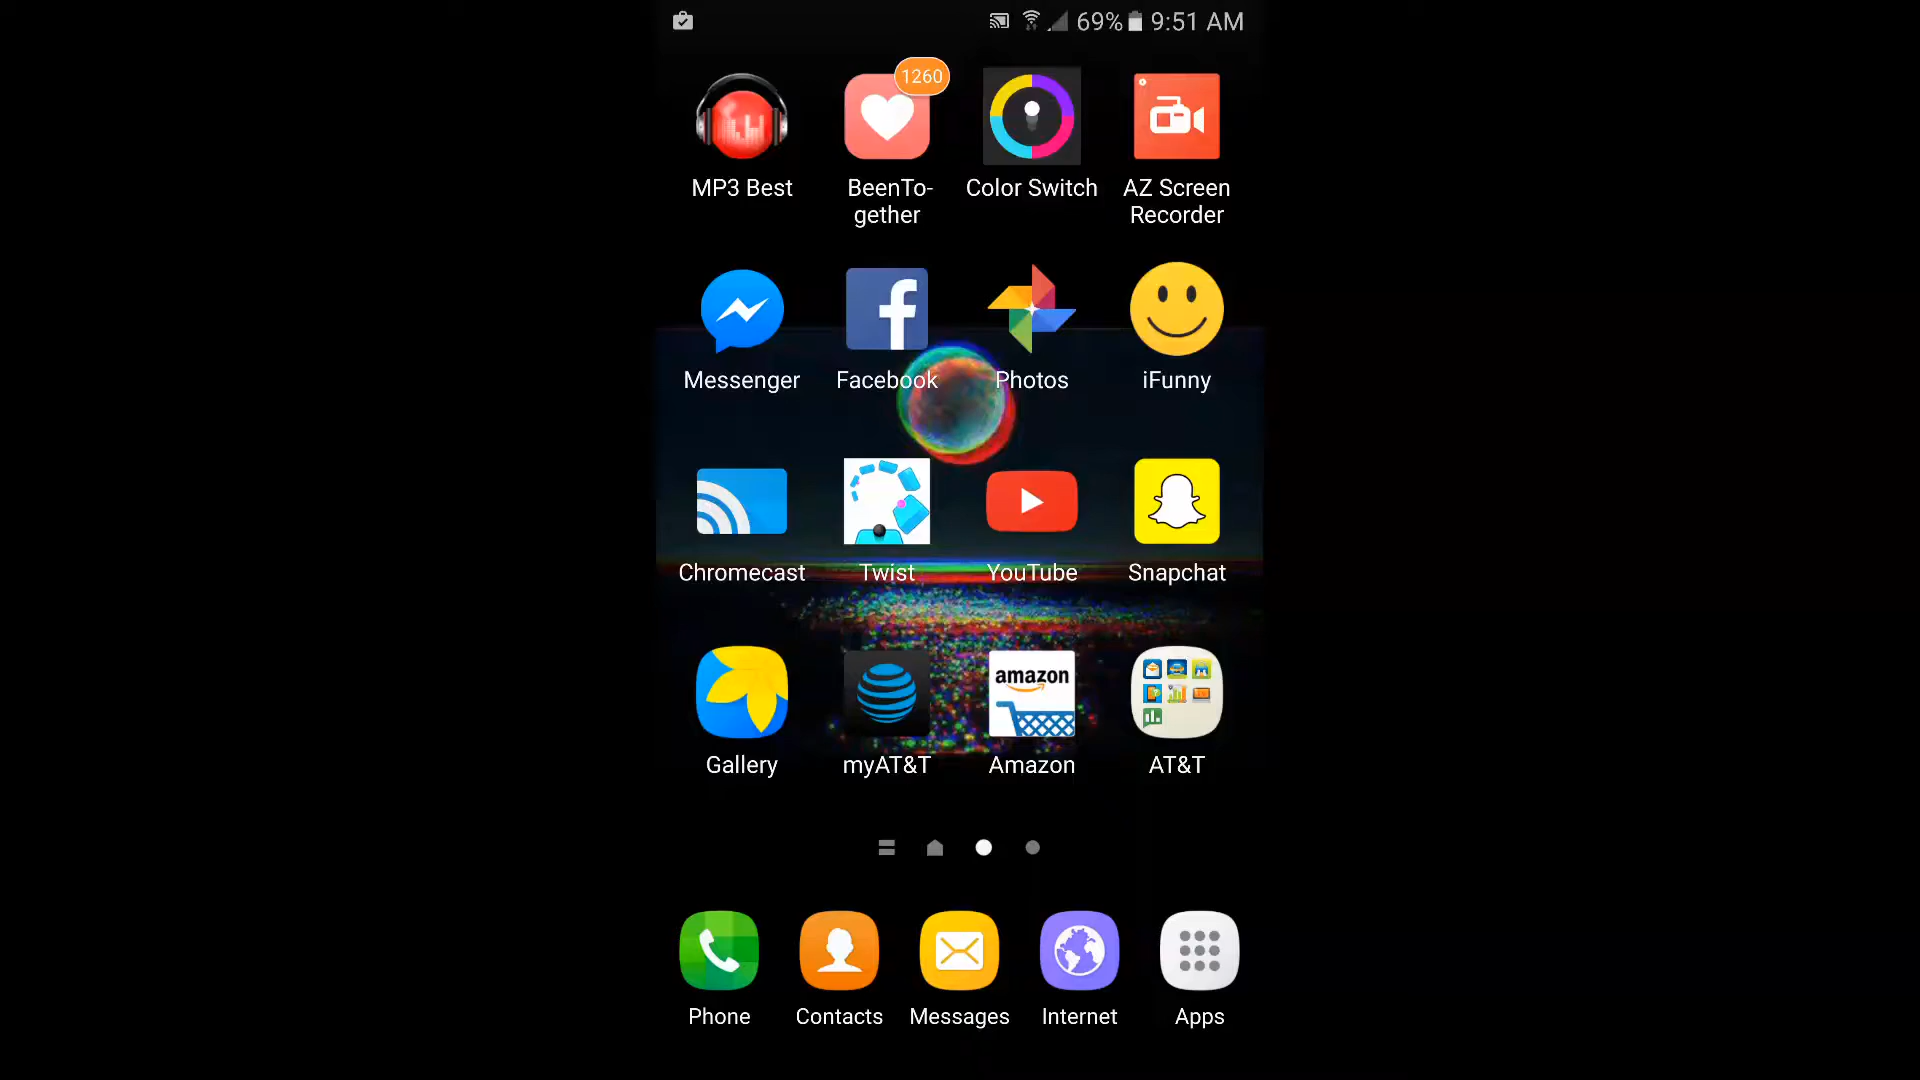 69% 9:51 AM
1260
MP3 Best
BeenTo-
gether
Color Switch
AZ Screen
Recorder
Messenger
Facebook
Photos
iFunny
Chromecast
Twist
YouTube
Snapchat
amazon
Gallery
myAT&T
Amazon
AT&T
Phone
Contacts
Messages
Internet
Apps